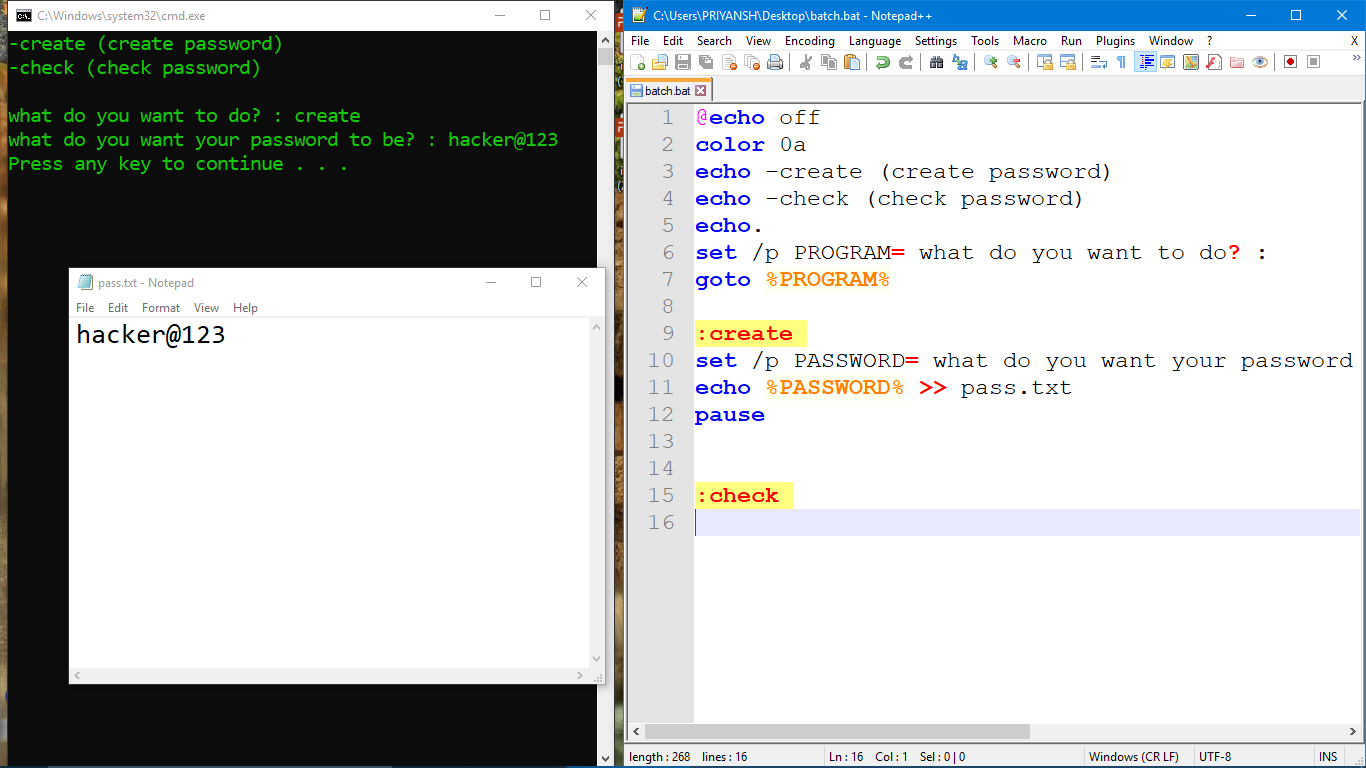 C:\Windows\system32\cmd.exe
-create (create password)
-check (check password)
what do you want to do? : create
what do you want your password to be? : hacker@123
Press any key to continue . . .
pass.txt - Notepad
File Edit Format View Help
hacker@123
C:\Users\PRIYANSH\Desktop\batch.bat - Notepad++
File Edit Search View Encoding Language Settings Tools Macro Run Plugins Window ? X
batch.bat
1 @echo off
2 color 0a
3 echo -create (create password)
4 echo -check (check password)
5 echo.
6 set /p PROGRAM= what do you want to do? :
7 goto %PROGRAM%
8
9 :create
10 set /p PASSWORD= what do you want your password
11 echo %PASSWORD% >> pass.txt
12 pause
13
14
15 :check
16
length : 268 lines : 16 Ln : 16 Col : 1 Sel : 0 | 0 Windows (CR LF) UTF-8 INS